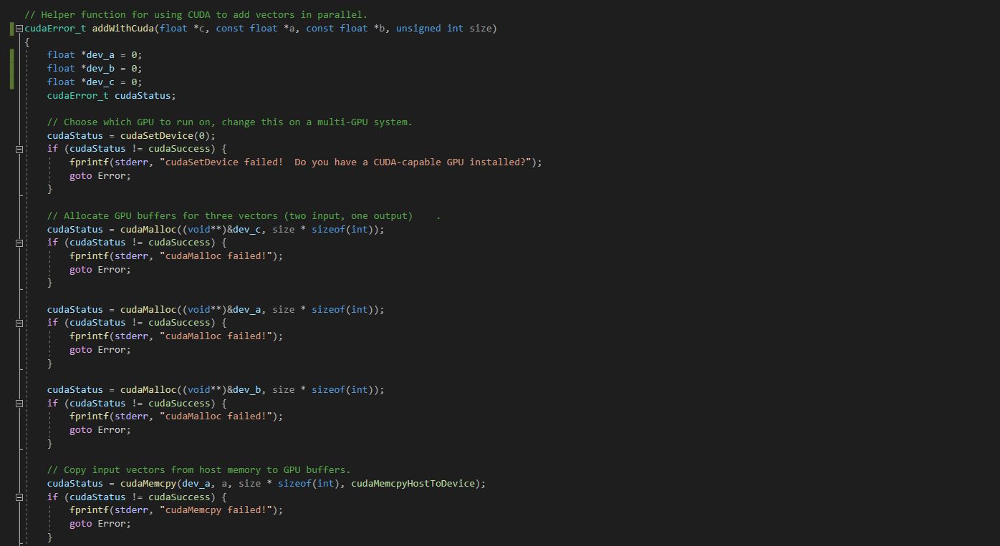 // Helper function for using CUDA to add vectors in parallel.
cudaError_t addWithCuda(float *c, const float *a, const float *b, unsigned int size)
{
    float *dev_a = 0;
    float *dev_b = 0;
    float *dev_c = 0;
    cudaError_t cudaStatus;

    // Choose which GPU to run on, change this on a multi-GPU system.
    cudaStatus = cudaSetDevice(0);
    if (cudaStatus != cudaSuccess) {
        fprintf(stderr, "cudaSetDevice failed!  Do you have a CUDA-capable GPU installed?");
        goto Error;
    }

    // Allocate GPU buffers for three vectors (two input, one output)    .
    cudaStatus = cudaMalloc((void**)&dev_c, size * sizeof(int));
    if (cudaStatus != cudaSuccess) {
        fprintf(stderr, "cudaMalloc failed!");
        goto Error;
    }

    cudaStatus = cudaMalloc((void**)&dev_a, size * sizeof(int));
    if (cudaStatus != cudaSuccess) {
        fprintf(stderr, "cudaMalloc failed!");
        goto Error;
    }

    cudaStatus = cudaMalloc((void**)&dev_b, size * sizeof(int));
    if (cudaStatus != cudaSuccess) {
        fprintf(stderr, "cudaMalloc failed!");
        goto Error;
    }

    // Copy input vectors from host memory to GPU buffers.
    cudaStatus = cudaMemcpy(dev_a, a, size * sizeof(int), cudaMemcpyHostToDevice);
    if (cudaStatus != cudaSuccess) {
        fprintf(stderr, "cudaMemcpy failed!");
        goto Error;
    }